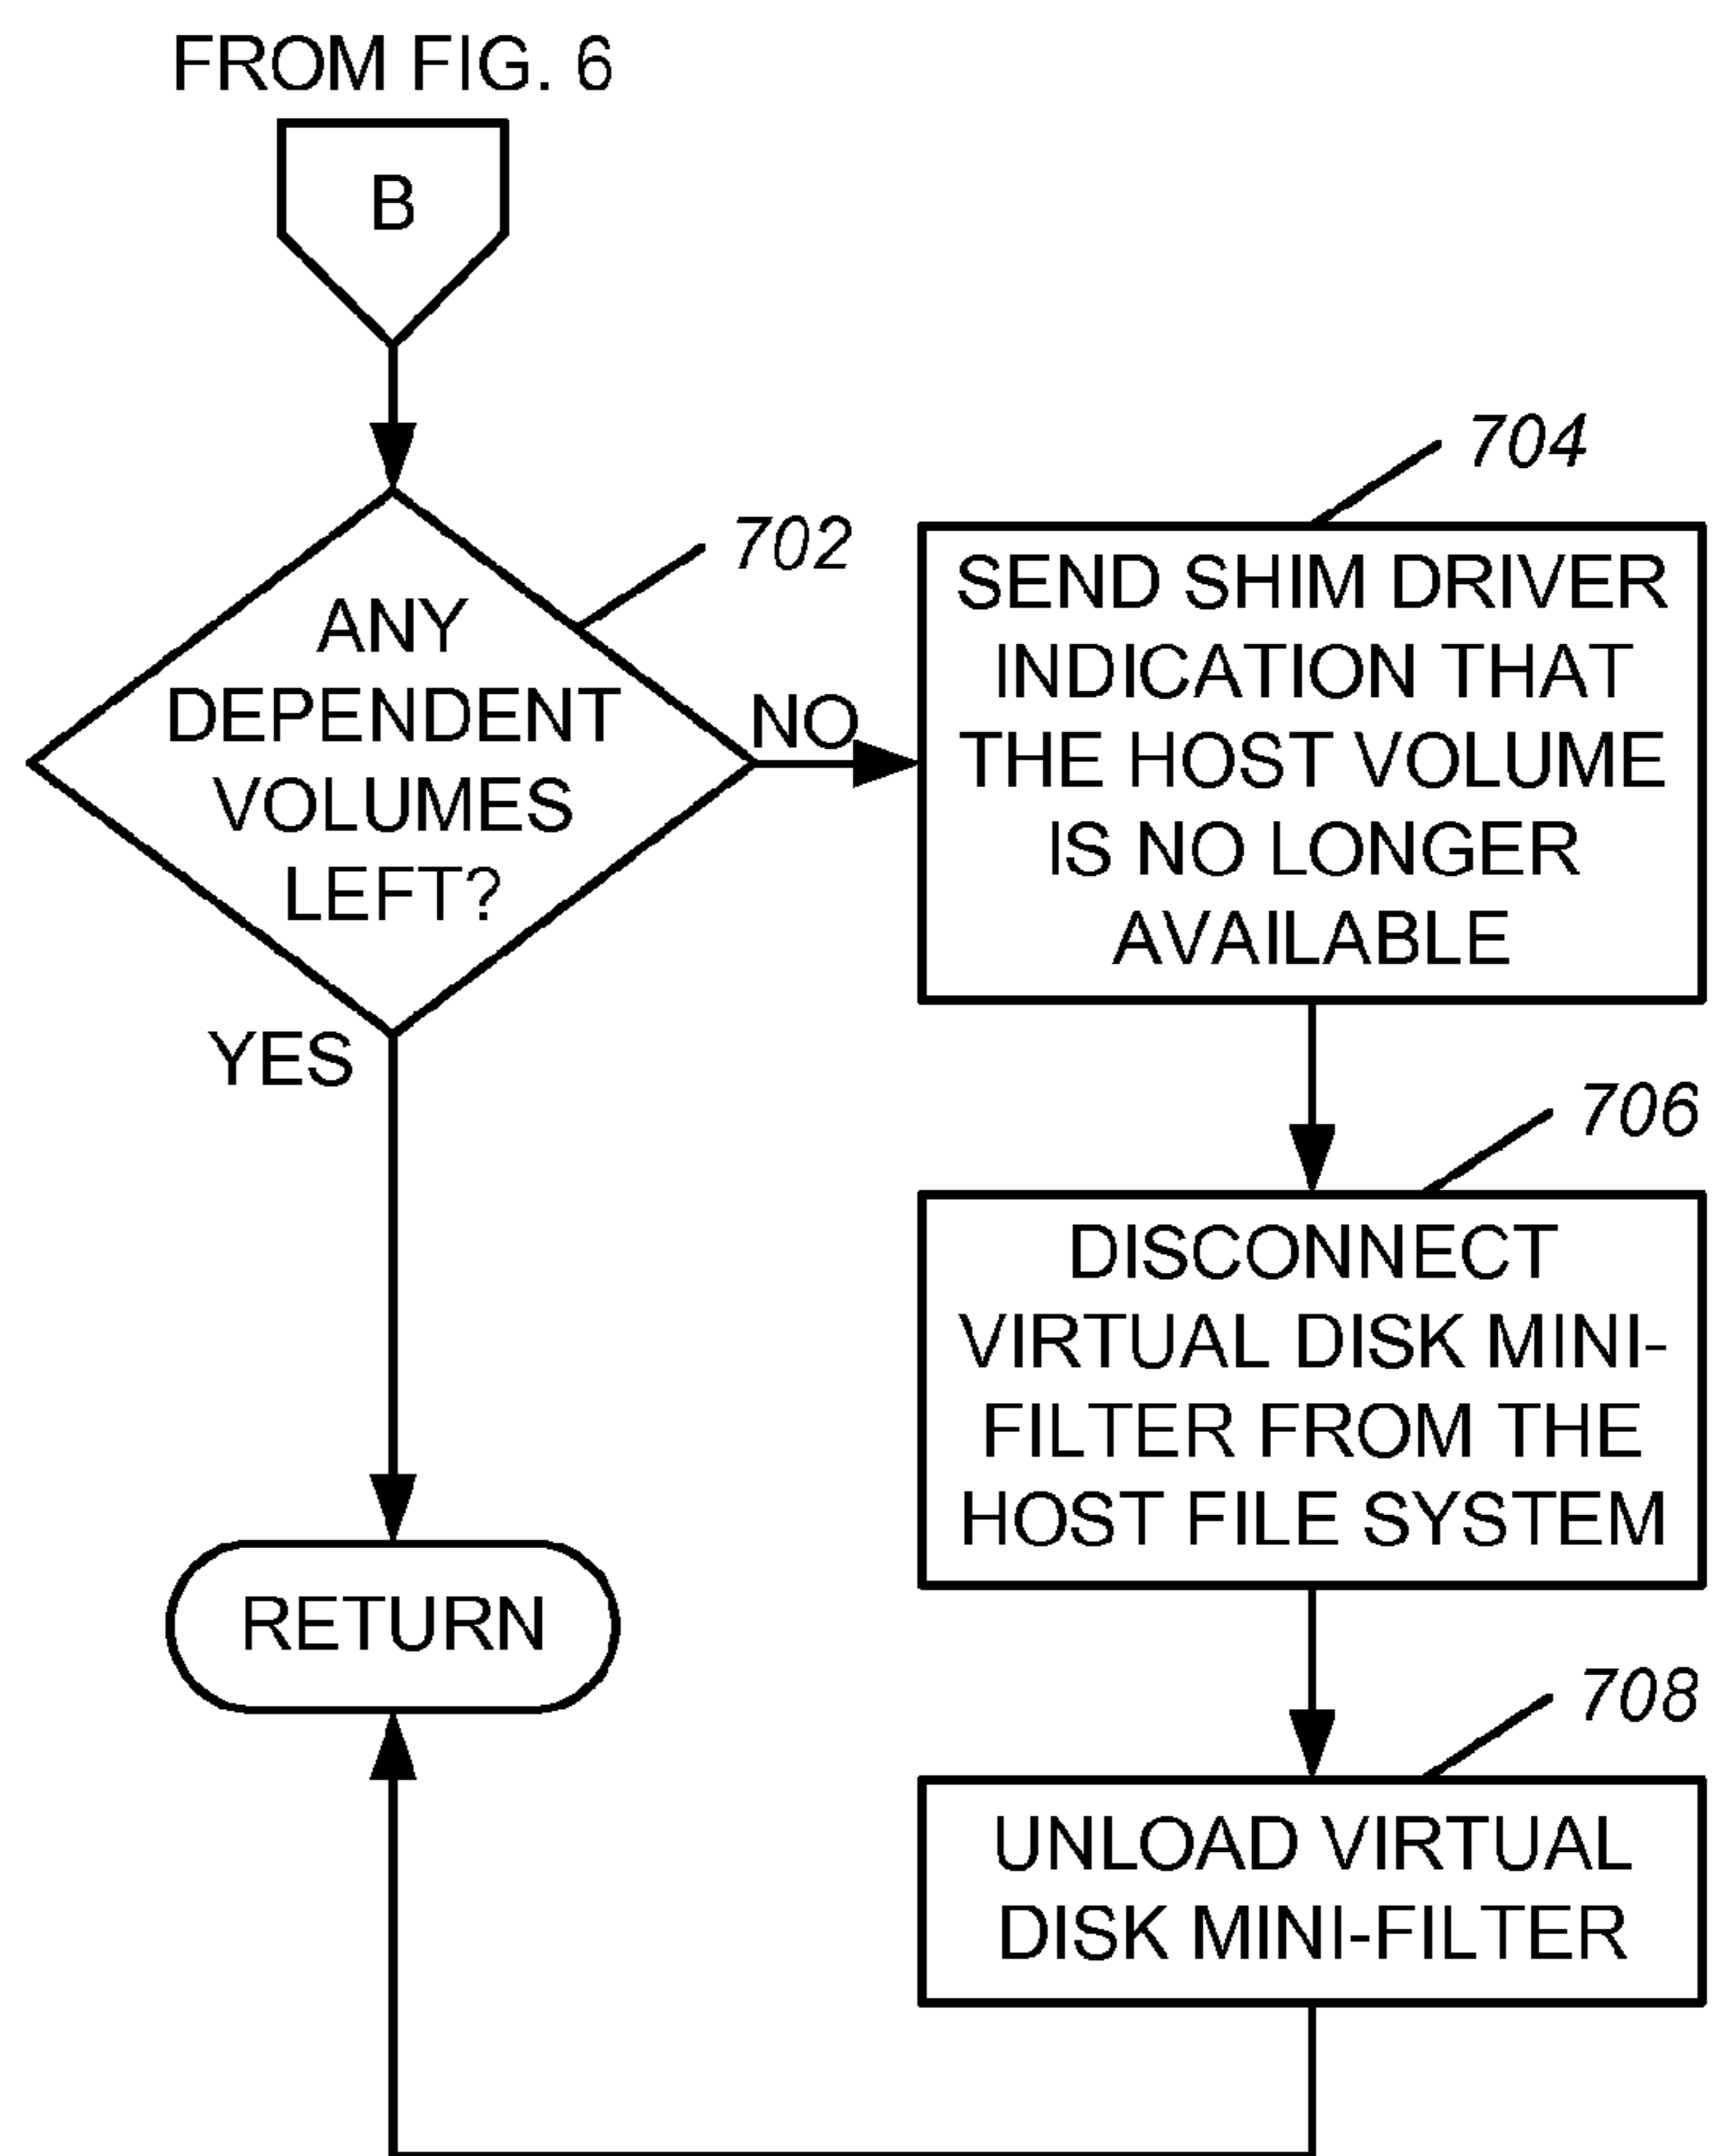 FROM FIG. 6
B
702
ANY
DEPENDENT
VOLUMES
LEFT?
NO
YES
704
SEND SHIM DRIVER
INDICATION THAT
THE HOST VOLUME
IS NO LONGER
AVAILABLE
706
DISCONNECT
VIRTUAL DISK MINI-
FILTER FROM THE
HOST FILE SYSTEM
708
UNLOAD VIRTUAL
DISK MINI-FILTER
RETURN